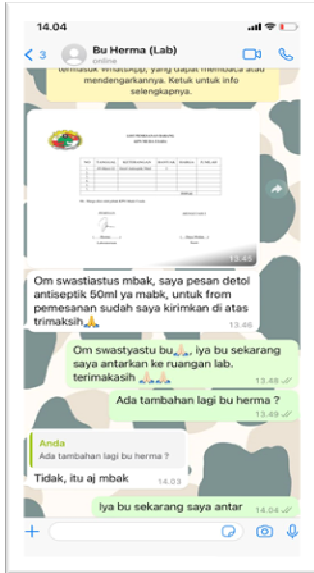 14.04
3
Bu Herma (Lab)
online
termasuk WhatsApp, yang dapat membaca atau
mendengarkannya. Ketuk untuk info
selengkapnya.
NO
13.45
Om swastiastus mbak, saya pesan detol
antiseptik 50ml ya mabk, untuk from
pemesanan sudah saya kirimkan di atas
trimaksih🙏
13.46
Om swastyastu bu🙏🏻, iya bu sekarang
saya antarkan ke ruangan lab.
terimakasih 🙏🏻🙏🏻
13.49
Ada tambahan lagi bu herma ?
13.49
Anda
Ada tambahan lagi bu herma ?
Tidak, itu aj mbak
14.03
Iya bu sekarang saya antar
14.04